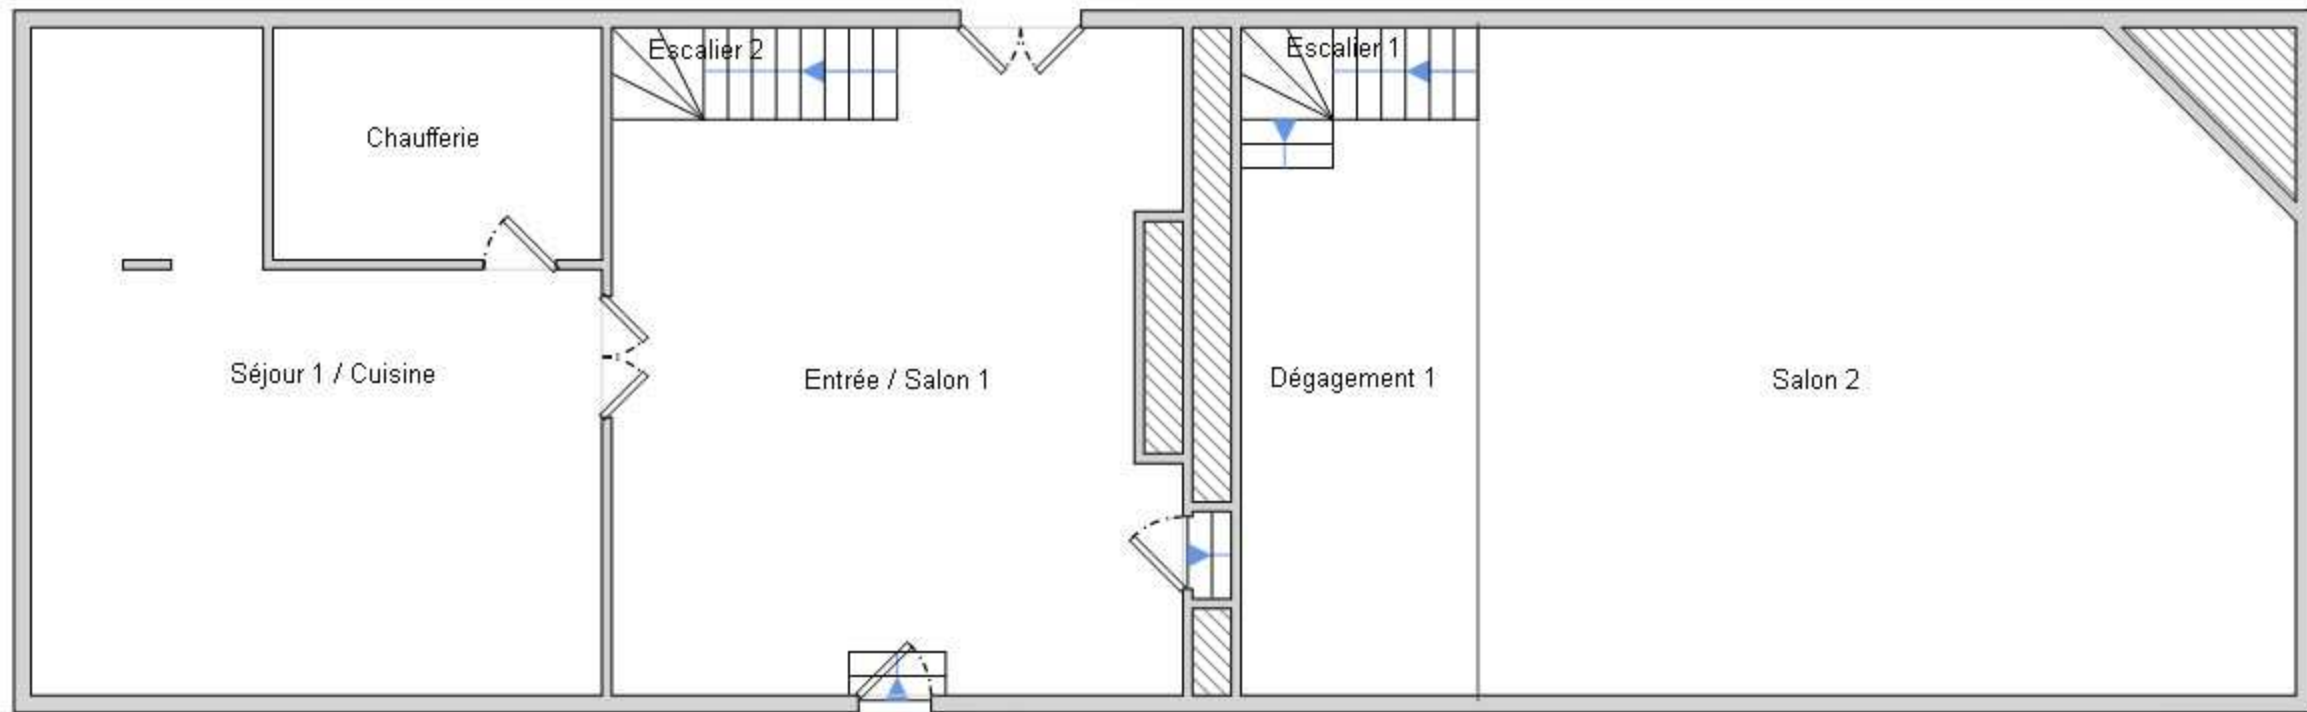 Escalier 2
Escalier 1
Chaufferie
Séjour 1 / Cuisine
Entrée / Salon 1
Dégagement 1
Salon 2